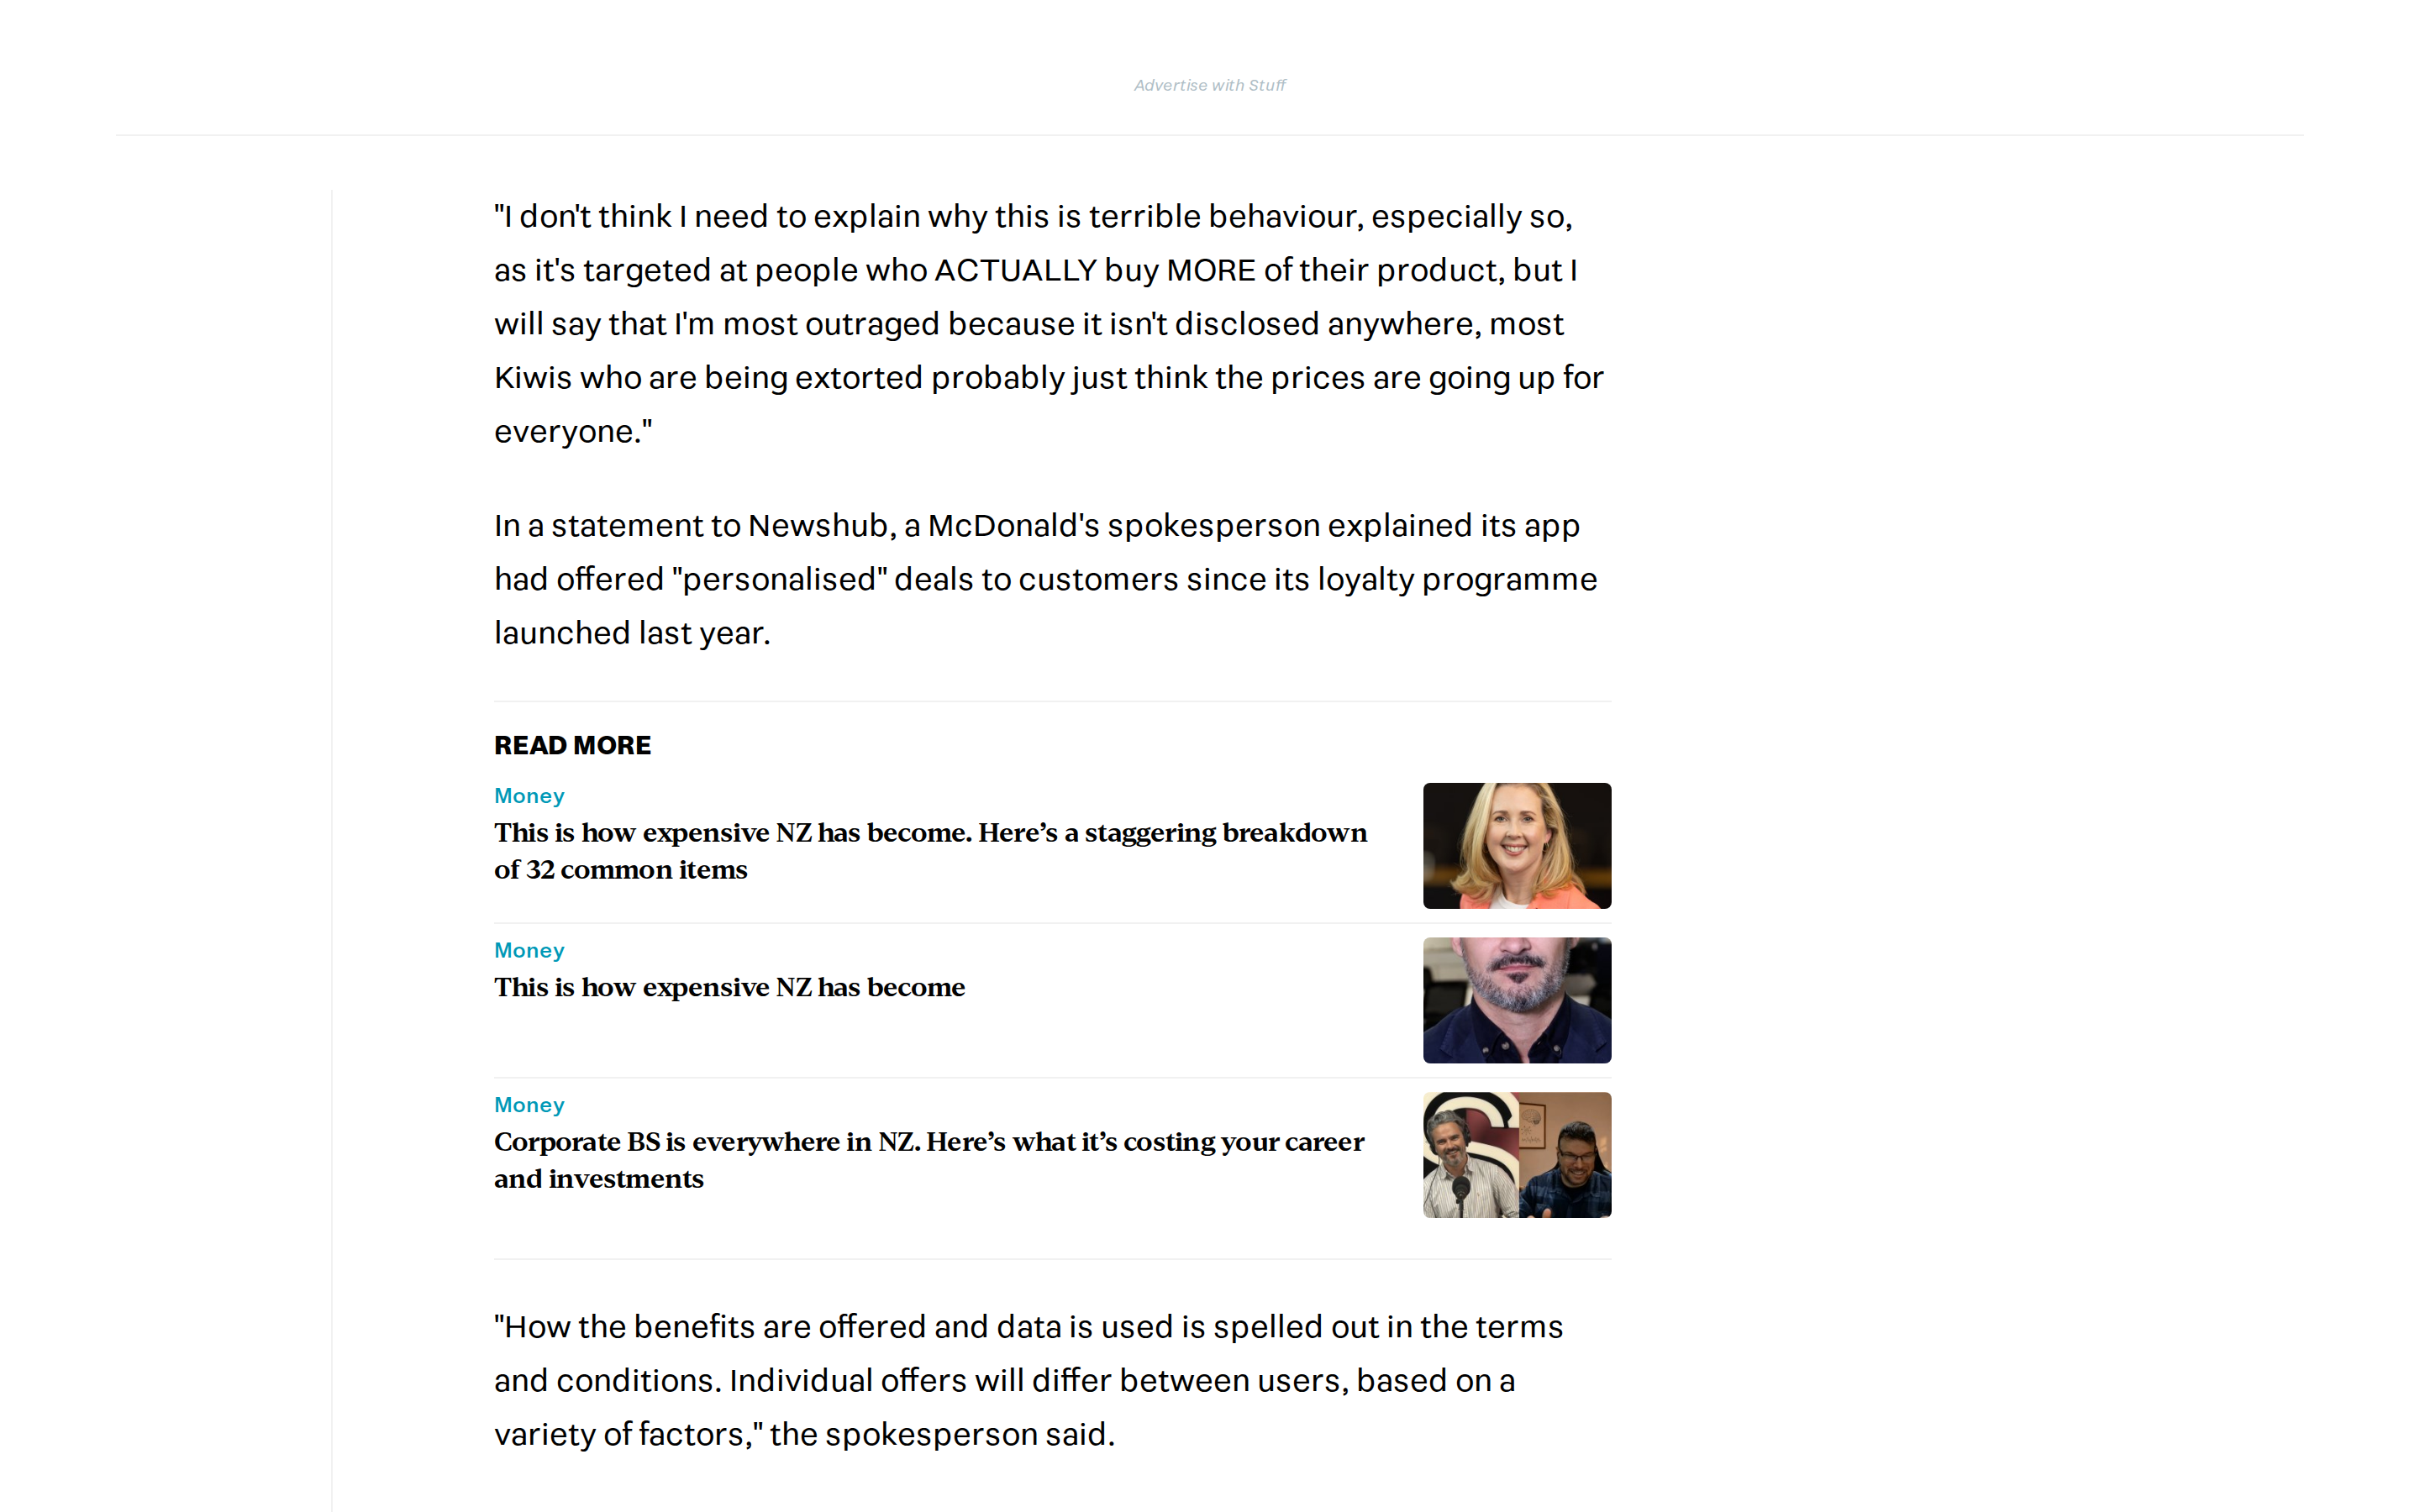 Advertise with Stuff
"I don't think I need to explain why this is terrible behaviour, especially so,
as it's targeted at people who ACTUALLY buy MORE of their product, but I
will say that I'm most outraged because it isn't disclosed anywhere, most
Kiwis who are being extorted probably just think the prices are going up for
everyone."
In a statement to Newshub, a McDonald's spokesperson explained its app
had offered "personalised" deals to customers since its loyalty programme
launched last year.
READ MORE
Money
This is how expensive NZ has become. Here’s a staggering breakdown
of 32 common items
Money
This is how expensive NZ has become
Money
Corporate BS is everywhere in NZ. Here’s what it’s costing your career
and investments
"How the benefits are offered and data is used is spelled out in the terms
and conditions. Individual offers will differ between users, based on a
variety of factors," the spokesperson said.